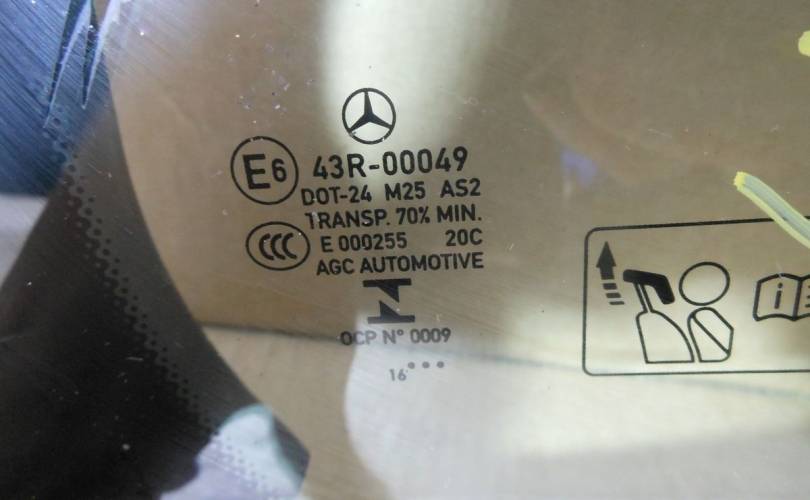 E6 43R-00049
DOT-24 M25 AS2
TRANSP. 70% MIN.
CCC E 000255 20C
AGC AUTOMOTIVE
OCP N° 0009
16
i